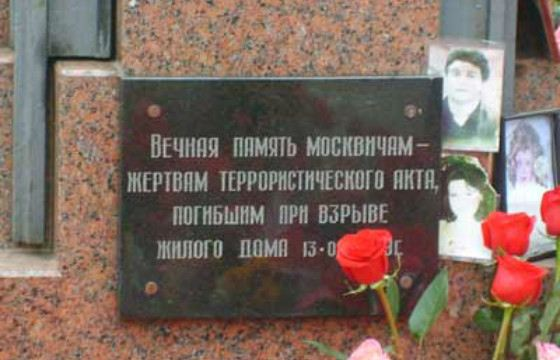 Вечная память москвичам –
жертвам террористического акта,
погибшим при взрыве
жилого дома